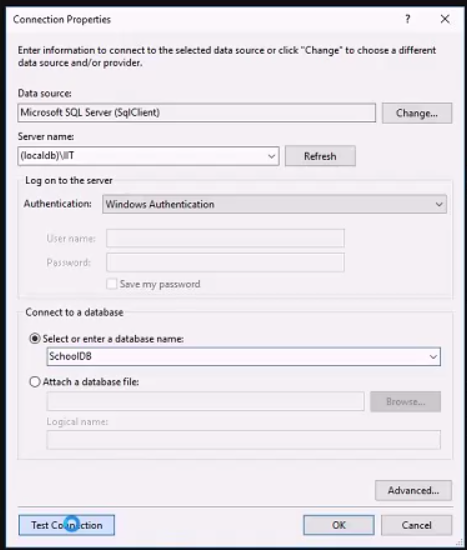 Connection Properties
?
Enter information to connect to the selected data source or click "Change" to choose a different
data source and/or provider.
Data source:
Microsoft SQL Server (SqlClient)
Change...
Server name:
(localdb)\IIT
Refresh
Log on to the server
Authentication: Windows Authentication
User name:
Password:
Save my password
Connect to a database
Select or enter a database name:
SchoolDB
Attach a database file:
Browse...
Logical name:
Advanced...
Test Connection
OK
Cancel